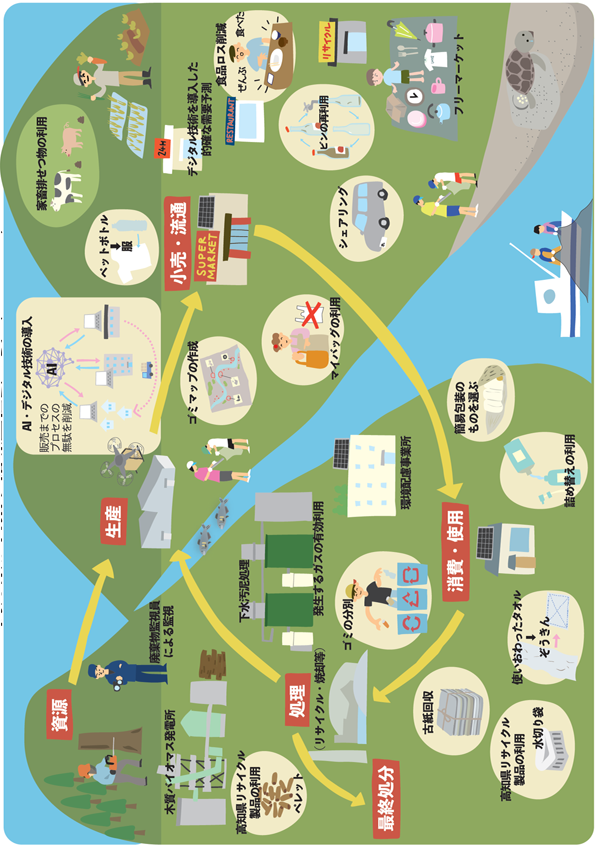 資源
木質バイオマス発電所
廃棄物監視員
による監視
高知県リサイクル
製品の利用
ペレット
処理
(リサイクル・焼却等)
最終処分
生産
AI・デジタル技術の導入
販売までの
プロセスの
無駄を削減
AI
下水汚泥処理
発生するガスの有効利用
ゴミの分別
古紙回収
高知県リサイクル
製品の利用
水切り袋
使いおわったタオル
ぞうきん
消費・使用
環境配慮事業所
詰め替えの利用
簡易包装の
ものを選ぶ
ゴミマップの作成
マイバッグの利用
小売・流通
SUPER
MARKET
ペットボトル
服
家畜排せつ物の利用
24H
デジタル技術を導入した
的確な需要予測
RESTAURANT
食品ロス削減
ぜんぶ
食べた
シェアリング
ビンの再利用
リサイクル
フリーマーケット